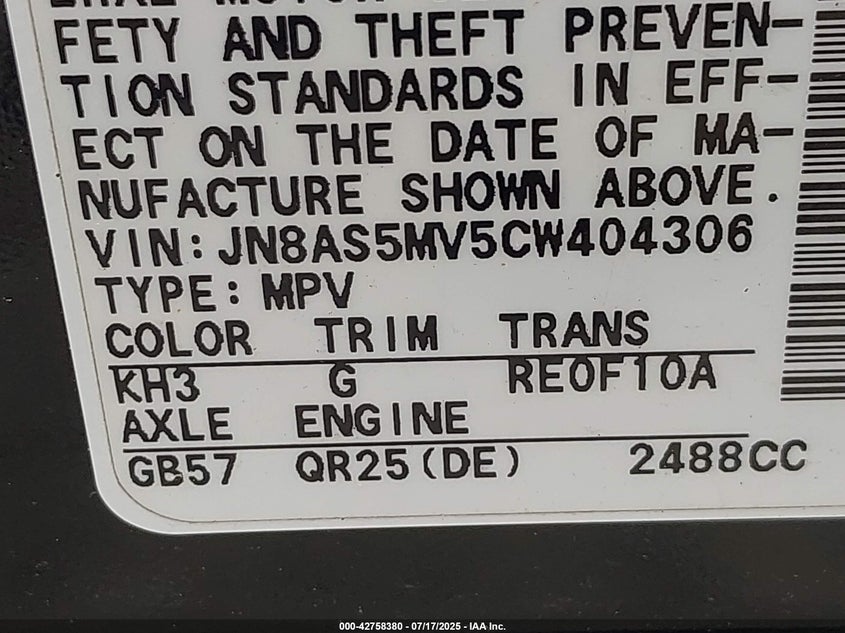 FETY AND THEFT PREVEN-
TION STANDARDS IN EFF-
ECT ON THE DATE OF MA-
NUFACTURE SHOWN ABOVE.
VIN: JN8AS5MV5CW404306
TYPE: MPV
COLOR TRIM TRANS
KH3 G RE0F10A
AXLE ENGINE
GB57 QR25(DE) 2488CC
000-42758380 - 07/17/2025 - IAA Inc.